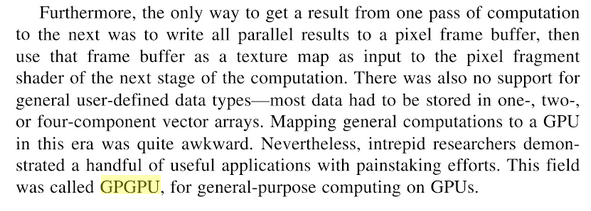 Furthermore, the only way to get a result from one pass of computation
to the next was to write all parallel results to a pixel frame buffer, then
use that frame buffer as a texture map as input to the pixel fragment
shader of the next stage of the computation. There was also no support for
general user-defined data types—most data had to be stored in one-, two-,
or four-component vector arrays. Mapping general computations to a GPU
in this era was quite awkward. Nevertheless, intrepid researchers demon-
strated a handful of useful applications with painstaking efforts. This field
was called GPGPU, for general-purpose computing on GPUs.